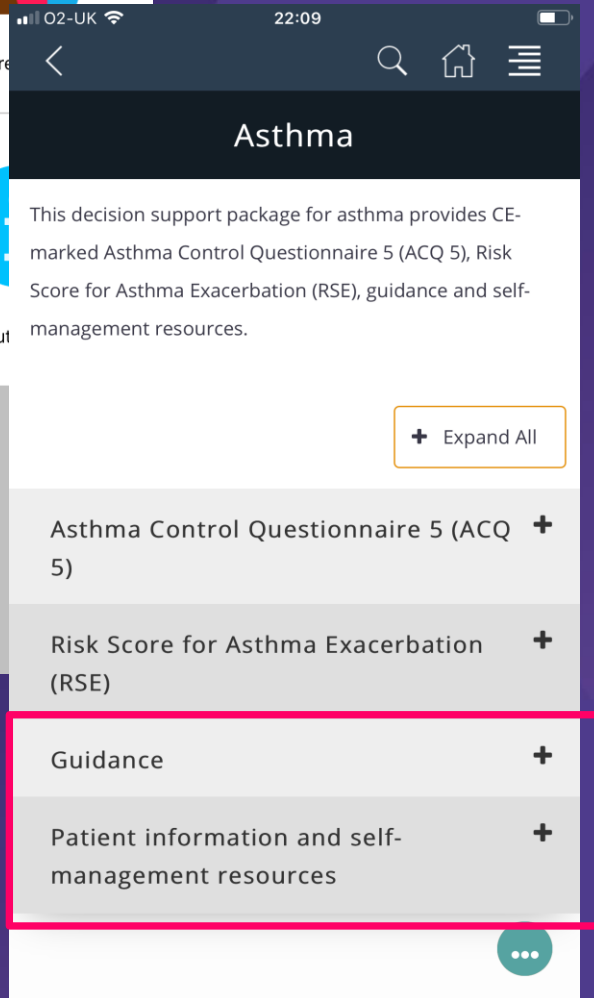 O2-UK
22:09
re
Asthma
This decision support package for asthma provides CE-
marked Asthma Control Questionnaire 5 (ACQ 5), Risk
Score for Asthma Exacerbation (RSE), guidance and self-
management resources.
ut
+ Expand All
Asthma Control Questionnaire 5 (ACQ +
5)
Risk Score for Asthma Exacerbation +
(RSE)
Guidance +
Patient information and self- +
management resources